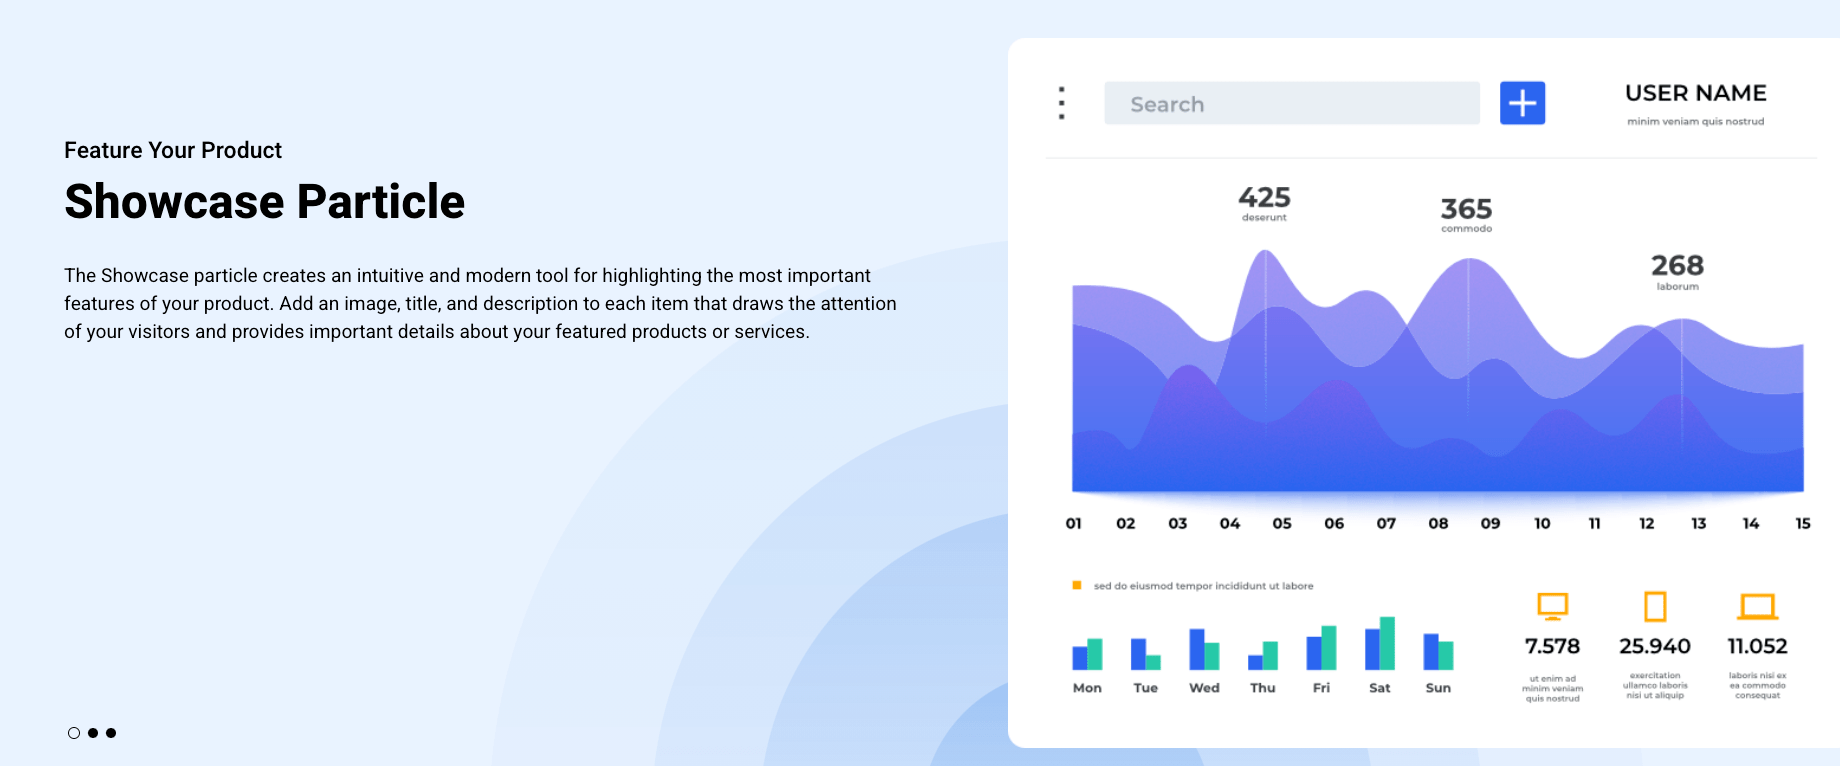 Feature Your Product
Showcase Particle
The Showcase particle creates an intuitive and modern tool for highlighting the most important
features of your product. Add an image, title, and description to each item that draws the attention
of your visitors and provides important details about your featured products or services.
Search
USER NAME
minim veniam quis nostrud
425
deserunt
365
commodo
268
laborum
01 02 03 04 05 06 07 08 09 10 11 12 13 14 15
sed do eiusmod tempor incididunt ut labore
Mon Tue Wed Thu Fri Sat Sun
7.578
ut enim ad
minim veniam
quis nostrud
25.940
exercitation
ullamco laboris
nisi ut aliquip
11.052
laboris nisi ex
ea commodo
consequat